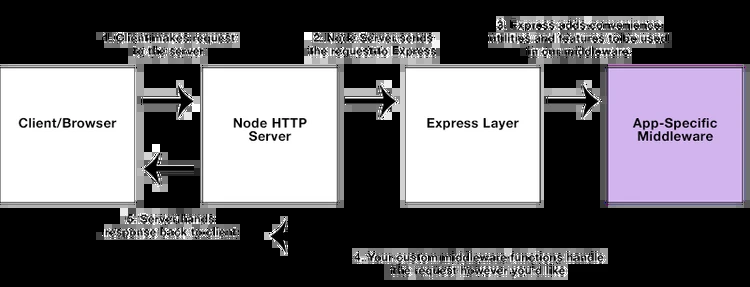 1. Client makes request
to the server
2. Node Server sends
the request to Express
3. Express adds convenience
utilities and features to be used
in our middleware
Client/Browser
Node HTTP
Server
Express Layer
App-Specific
Middleware
5. Server hands
response back to client
4. Your custom middleware functions handle
the request however you'd like